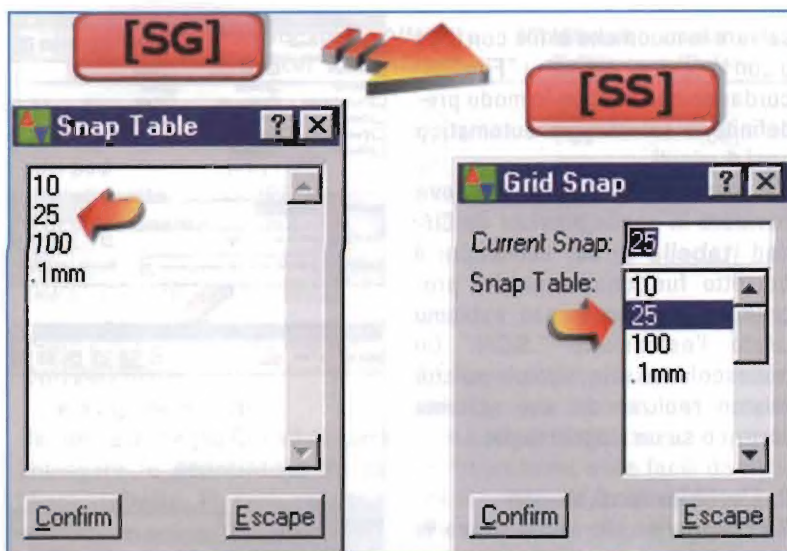 [SG]
[SS]
Snap Table
10
25
100
.1mm
Confirm
Escape
Grid Snap
Current Snap: 25
Snap Table:
10
25
100
.1mm
Confirm
Escape